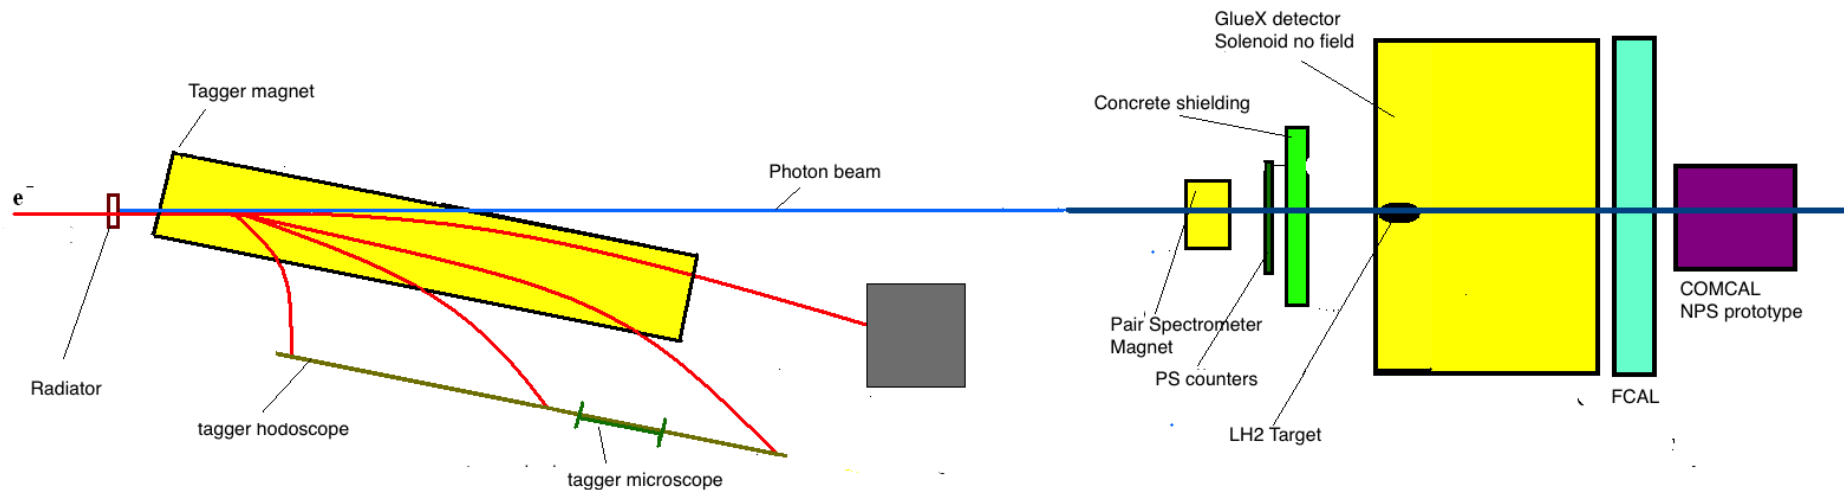 GlueX detector
Solenoid no field
Tagger magnet
Concrete shielding
Photon beam
e-
COMCAL
NPS prototype
Pair Spectrometer
Magnet
PS counters
Radiator
FCAL
tagger hodoscope
LH2 Target
tagger microscope